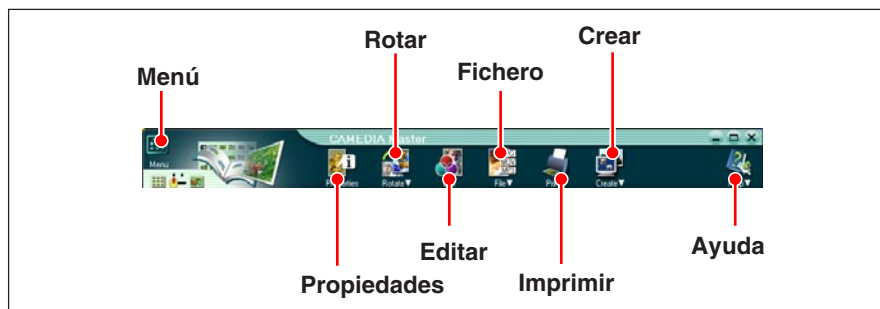 Rotar
Crear
Fichero
Menú
CAMEDIA Master
Menu
Rotate▼
File▼
Create▼
Editar
Ayuda
Propiedades
Imprimir